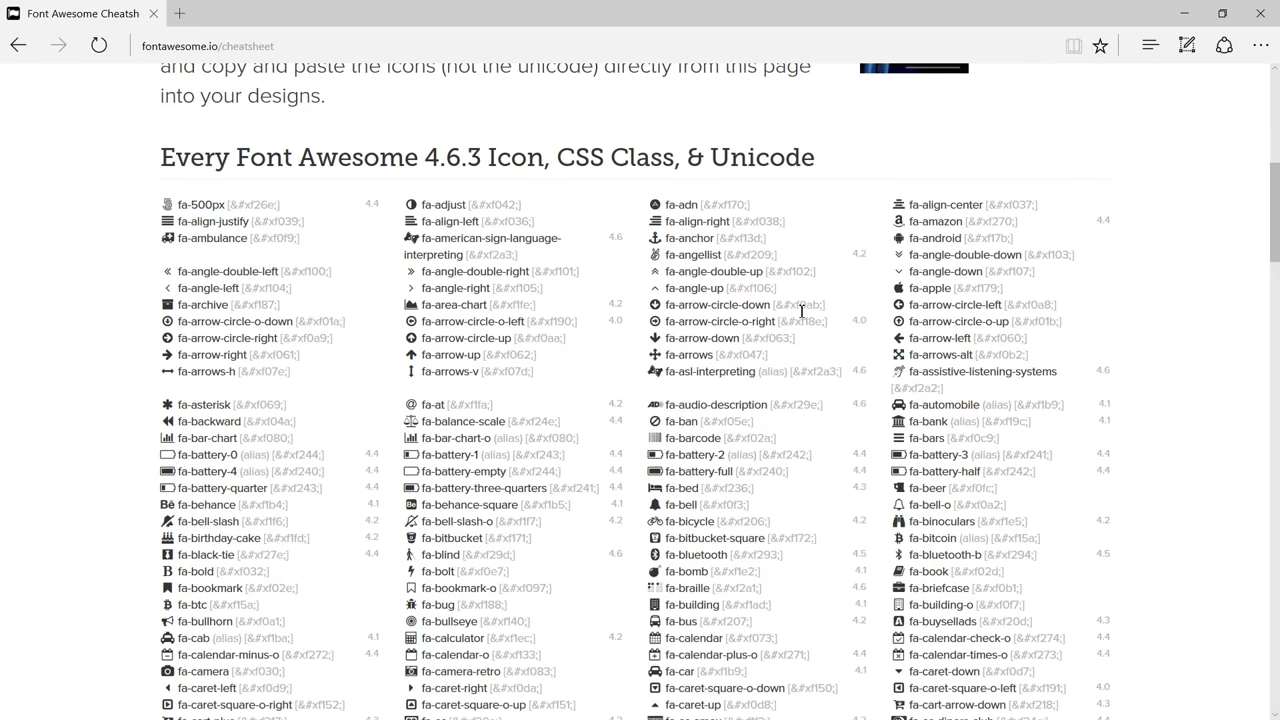 Font Awesome Cheatsh
fontawesome.io/cheatsheet
and copy and paste the icons (not the unicode) directly from this page
into your designs.
Every Font Awesome 4.6.3 Icon, CSS Class, & Unicode
fa-500px [&#xf26e;] 4.4 fa-adjust [&#xf042;] fa-adn [&#xf170;] fa-align-center [&#xf037;]
fa-align-justify [&#xf039;] fa-align-left [&#xf036;] fa-align-right [&#xf038;] fa-amazon [&#xf270;] 4.4
fa-ambulance [&#xf0f9;] fa-american-sign-language- 4.6 fa-anchor [&#xf13d;] fa-android [&#xf17b;]
interpreting [&#xf2a3;] fa-angellist [&#xf209;] 4.2 fa-angle-double-down [&#xf103;]
fa-angle-double-left [&#xf100;] fa-angle-double-right [&#xf101;] fa-angle-double-up [&#xf102;] fa-angle-down [&#xf107;]
fa-angle-left [&#xf104;] fa-angle-right [&#xf105;] fa-angle-up [&#xf106;] fa-apple [&#xf179;]
fa-archive [&#xf187;] fa-area-chart [&#xf1fe;] 4.2 fa-arrow-circle-down fa-arrow-circle-left [&#xf0a8;]
fa-arrow-circle-o-down [&#xf01a;] fa-arrow-circle-o-left [&#xf190;] 4.0 fa-arrow-circle-o-right [&#xf18e;] 4.0 fa-arrow-circle-o-up [&#xf01b;]
fa-arrow-circle-right [&#xf0a9;] fa-arrow-circle-up [&#xf0aa;] fa-arrow-down [&#xf063;] fa-arrow-left [&#xf060;]
fa-arrow-right [&#xf061;] fa-arrow-up [&#xf062;] fa-arrows [&#xf047;] fa-arrows-alt [&#xf0b2;]
fa-arrows-h [&#xf07e;] fa-arrows-v [&#xf07d;] fa-asl-interpreting (alias) [&#xf2a3;] 4.6 fa-assistive-listening-systems 4.6
[&#xf2a2;]
fa-asterisk [&#xf069;] fa-at [&#xf1fa;] 4.2 fa-audio-description [&#xf29e;] 4.6 fa-automobile (alias) [&#xf1b9;] 4.1
fa-backward [&#xf04a;] fa-balance-scale [&#xf24e;] 4.4 fa-ban [&#xf05e;] fa-bank (alias) [&#xf19c;] 4.1
fa-bar-chart [&#xf080;] fa-bar-chart-o (alias) [&#xf080;] fa-barcode [&#xf02a;] fa-bars [&#xf0c9;]
fa-battery-0 (alias) [&#xf244;] 4.4 fa-battery-1 (alias) [&#xf243;] 4.4 fa-battery-2 (alias) [&#xf242;] 4.4 fa-battery-3 (alias) [&#xf241;] 4.4
fa-battery-4 (alias) [&#xf240;] 4.4 fa-battery-empty [&#xf244;] 4.4 fa-battery-full [&#xf240;] 4.4 fa-battery-half [&#xf242;] 4.4
fa-battery-quarter [&#xf243;] 4.4 fa-battery-three-quarters [&#xf241;] 4.4 fa-bed [&#xf236;] 4.3 fa-beer [&#xf0fc;]
fa-behance [&#xf1b4;] 4.1 fa-behance-square [&#xf1b5;] 4.1 fa-bell [&#xf0f3;] fa-bell-o [&#xf0a2;]
fa-bell-slash [&#xf1f6;] 4.2 fa-bell-slash-o [&#xf1f7;] 4.2 fa-bicycle [&#xf206;] 4.2 fa-binoculars [&#xf1e5;] 4.2
fa-birthday-cake [&#xf1fd;] 4.2 fa-bitbucket [&#xf171;] fa-bitbucket-square [&#xf172;] fa-bitcoin (alias) [&#xf15a;]
fa-black-tie [&#xf27e;] 4.4 fa-blind [&#xf29d;] 4.6 fa-bluetooth [&#xf293;] 4.5 fa-bluetooth-b [&#xf294;] 4.5
fa-bold [&#xf032;] fa-bolt [&#xf0e7;] fa-bomb [&#xf1e2;] 4.1 fa-book [&#xf02d;]
fa-bookmark [&#xf02e;] fa-bookmark-o [&#xf097;] fa-braille [&#xf2a1;] 4.6 fa-briefcase [&#xf0b1;]
fa-btc [&#xf15a;] fa-bug [&#xf188;] fa-building [&#xf1ad;] 4.1 fa-building-o [&#xf0f7;]
fa-bullhorn [&#xf0a1;] fa-bullseye [&#xf140;] fa-bus [&#xf207;] 4.2 fa-buysellads [&#xf20d;] 4.3
fa-cab (alias) [&#xf1ba;] 4.1 fa-calculator [&#xf1ec;] 4.2 fa-calendar [&#xf073;] fa-calendar-check-o [&#xf274;] 4.4
fa-calendar-minus-o [&#xf272;] 4.4 fa-calendar-o [&#xf133;] fa-calendar-plus-o [&#xf271;] 4.4 fa-calendar-times-o [&#xf273;] 4.4
fa-camera [&#xf030;] fa-camera-retro [&#xf083;] fa-car [&#xf1b9;] 4.1 fa-caret-down [&#xf0d7;]
fa-caret-left [&#xf0d9;] fa-caret-right [&#xf0da;] fa-caret-square-o-down [&#xf150;] fa-caret-square-o-left [&#xf191;] 4.0
fa-caret-square-o-right [&#xf152;] fa-caret-square-o-up [&#xf151;] fa-caret-up [&#xf0d8;] fa-cart-arrow-down [&#xf218;] 4.3